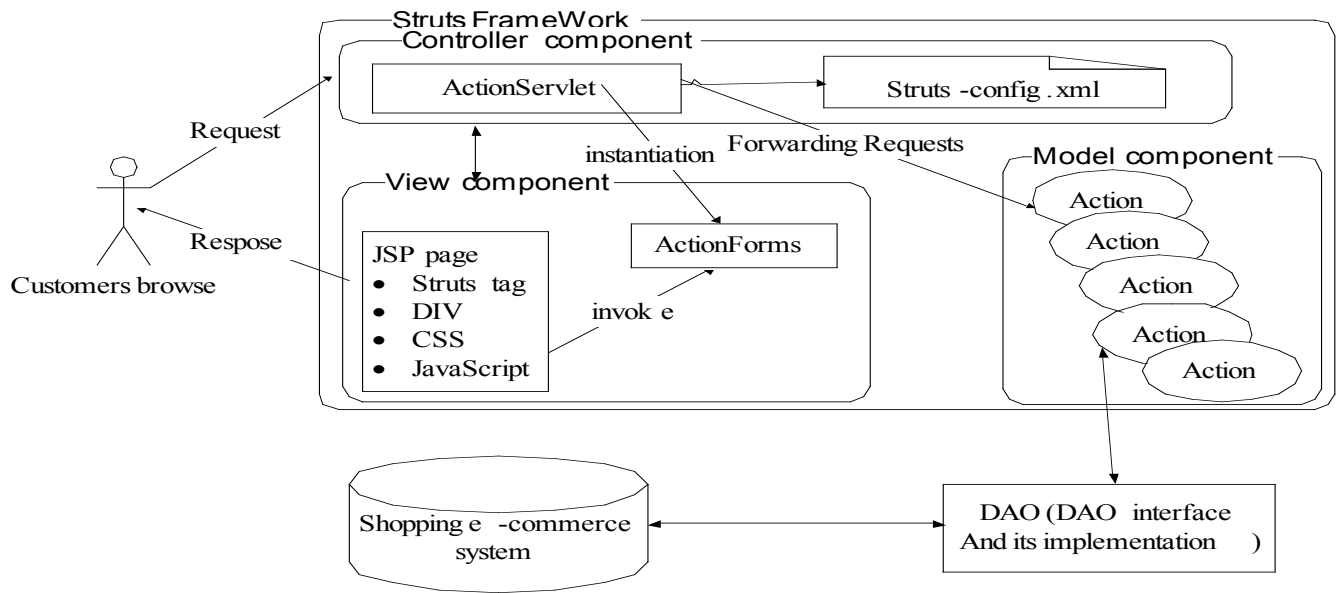 Struts FrameWork
Controller component
ActionServlet
Struts -config .xml
Request
instantiation
Forwarding Requests
Model component
View component
Action
Action
Action
Action
Action
Respose
ActionForms
JSP page
• Struts tag
• DIV
• CSS
• JavaScript
invok e
Customers browse
Shopping e -commerce
system
DAO (DAO interface
And its implementation )